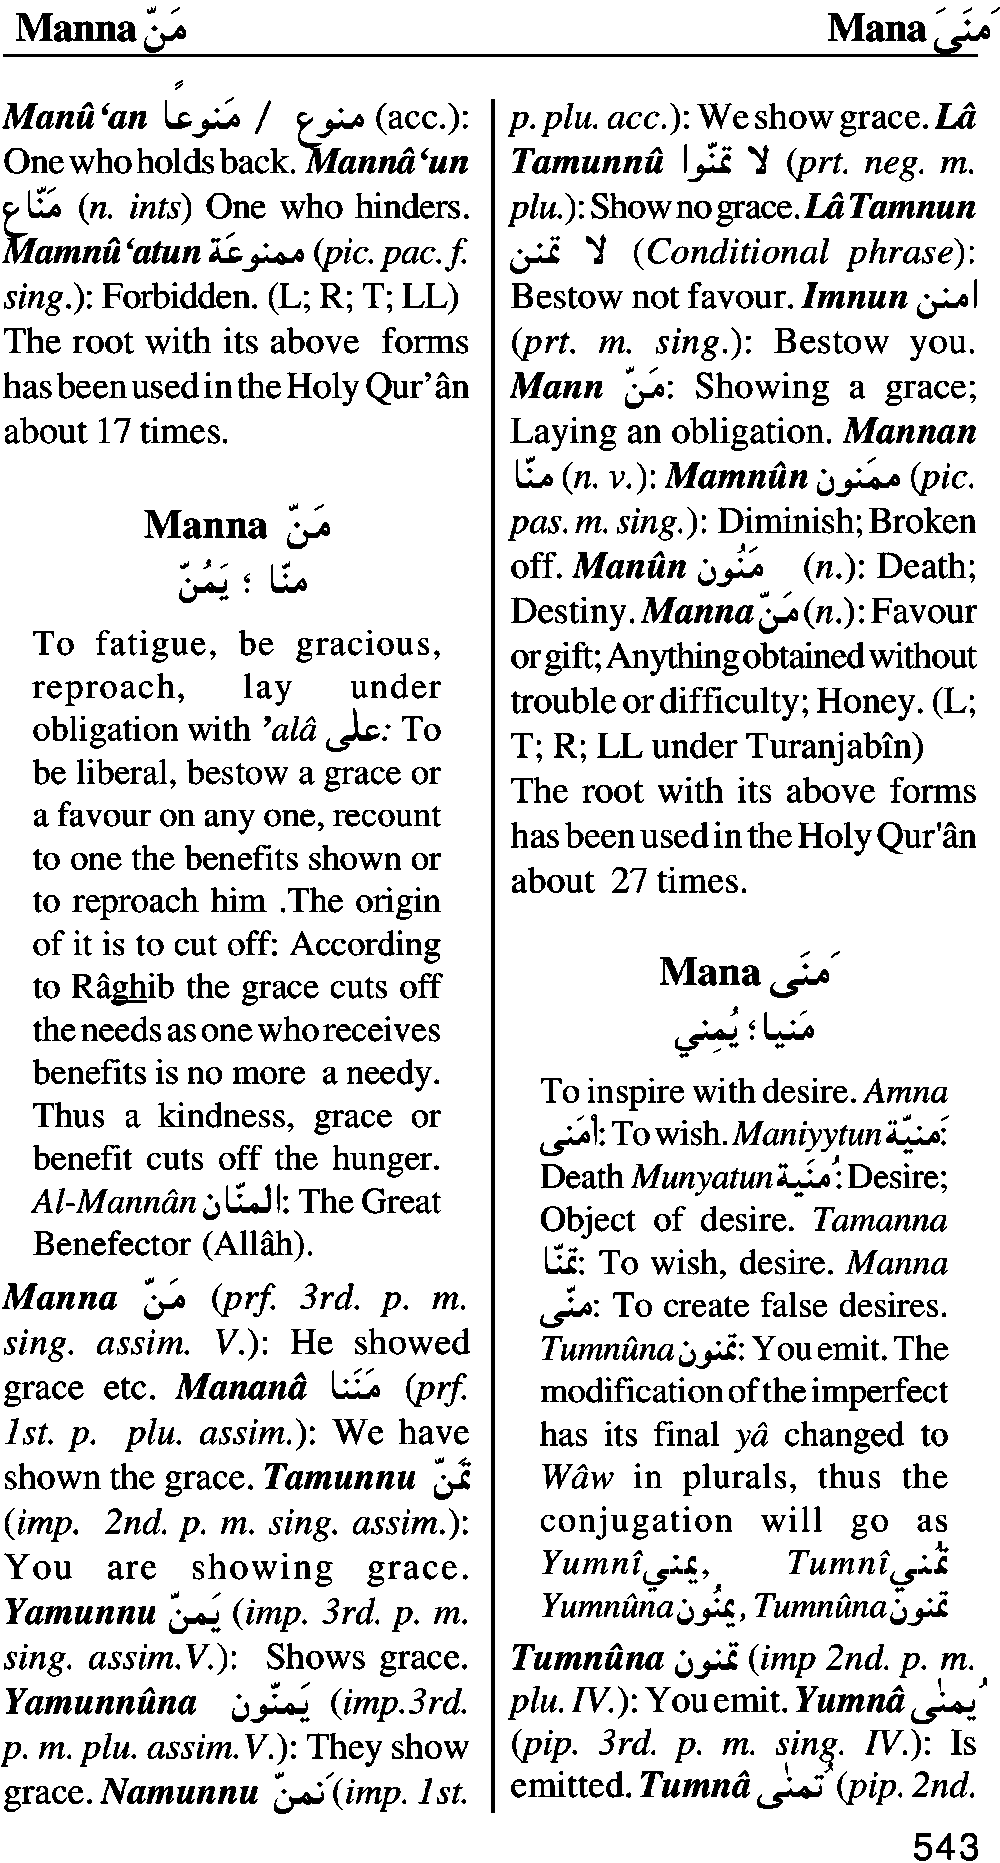 Manna مَنّ
Mana مَنَىَ
Manû‘an منوع / مَنوعاً (acc.):
One who holds back. Mannâ‘un
مَنّاع (n. ints) One who hinders.
Mamnû‘atun ممنوعَة (pic. pac. f.
sing.): Forbidden. (L; R; T; LL)
The root with its above forms
has been used in the Holy Qur’ân
about 17 times.
Manna مَنّ
منّا ؛ يَمُنّ
To fatigue, be gracious,
reproach, lay under
obligation with ’alâ على: To
be liberal, bestow a grace or
a favour on any one, recount
to one the benefits shown or
to reproach him .The origin
of it is to cut off: According
to Râghib the grace cuts off
the needs as one who receives
benefits is no more a needy.
Thus a kindness, grace or
benefit cuts off the hunger.
Al-Mannân المنّان: The Great
Benefector (Allâh).
Manna مَنّ (prf. 3rd. p. m.
sing. assim. V.): He showed
grace etc. Mananâ مَنَنا (prf.
1st. p. plu. assim.): We have
shown the grace. Tamunnu تَمنّ
(imp. 2nd. p. m. sing. assim.):
You are showing grace.
Yamunnu يَمنّ (imp. 3rd. p. m.
sing. assim. V.): Shows grace.
Yamunnûna يَمنّون (imp.3rd.
p. m. plu. assim. V.): They show
grace. Namunnu نَمنّ (imp. 1st.
p. plu. acc.): We show grace. Lâ
Tamunnû لا تمنّوا (prt. neg. m.
plu.): Show no grace. Lâ Tamnun
لا تمنن (Conditional phrase):
Bestow not favour. Imnun امنن
(prt. m. sing.): Bestow you.
Mann مَنّ: Showing a grace;
Laying an obligation. Mannan
منّا (n. v.): Mamnûn ممَنون (pic.
pas. m. sing.): Diminish; Broken
off. Manûn مَنُون (n.): Death;
Destiny. Manna مَنّ (n.): Favour
or gift; Anything obtained without
trouble or difficulty; Honey. (L;
T; R; LL under Turanjabîn)
The root with its above forms
has been used in the Holy Qur'ân
about 27 times.
Mana مَنَى
مَنيا؛ يُمِني
To inspire with desire. Amna
أمَنى: To wish. Maniyytun مَنيّة:
Death Munyatun مُنَية: Desire;
Object of desire. Tamanna
تمَنّا: To wish, desire. Manna
منّى: To create false desires.
Tumnûna تمنون: You emit. The
modification of the imperfect
has its final yâ changed to
Wâw in plurals, thus the
conjugation will go as
Yumnî يمني, Tumnî تُمني
Yumnûna يمنُون, Tumnûna تمنون
Tumnûna تمنون (imp 2nd. p. m.
plu. IV.): You emit. Yumnâ يُمنٰى
(pip. 3rd. p. m. sing. IV.): Is
emitted. Tumnâ تُمنٰى (pip. 2nd.
543